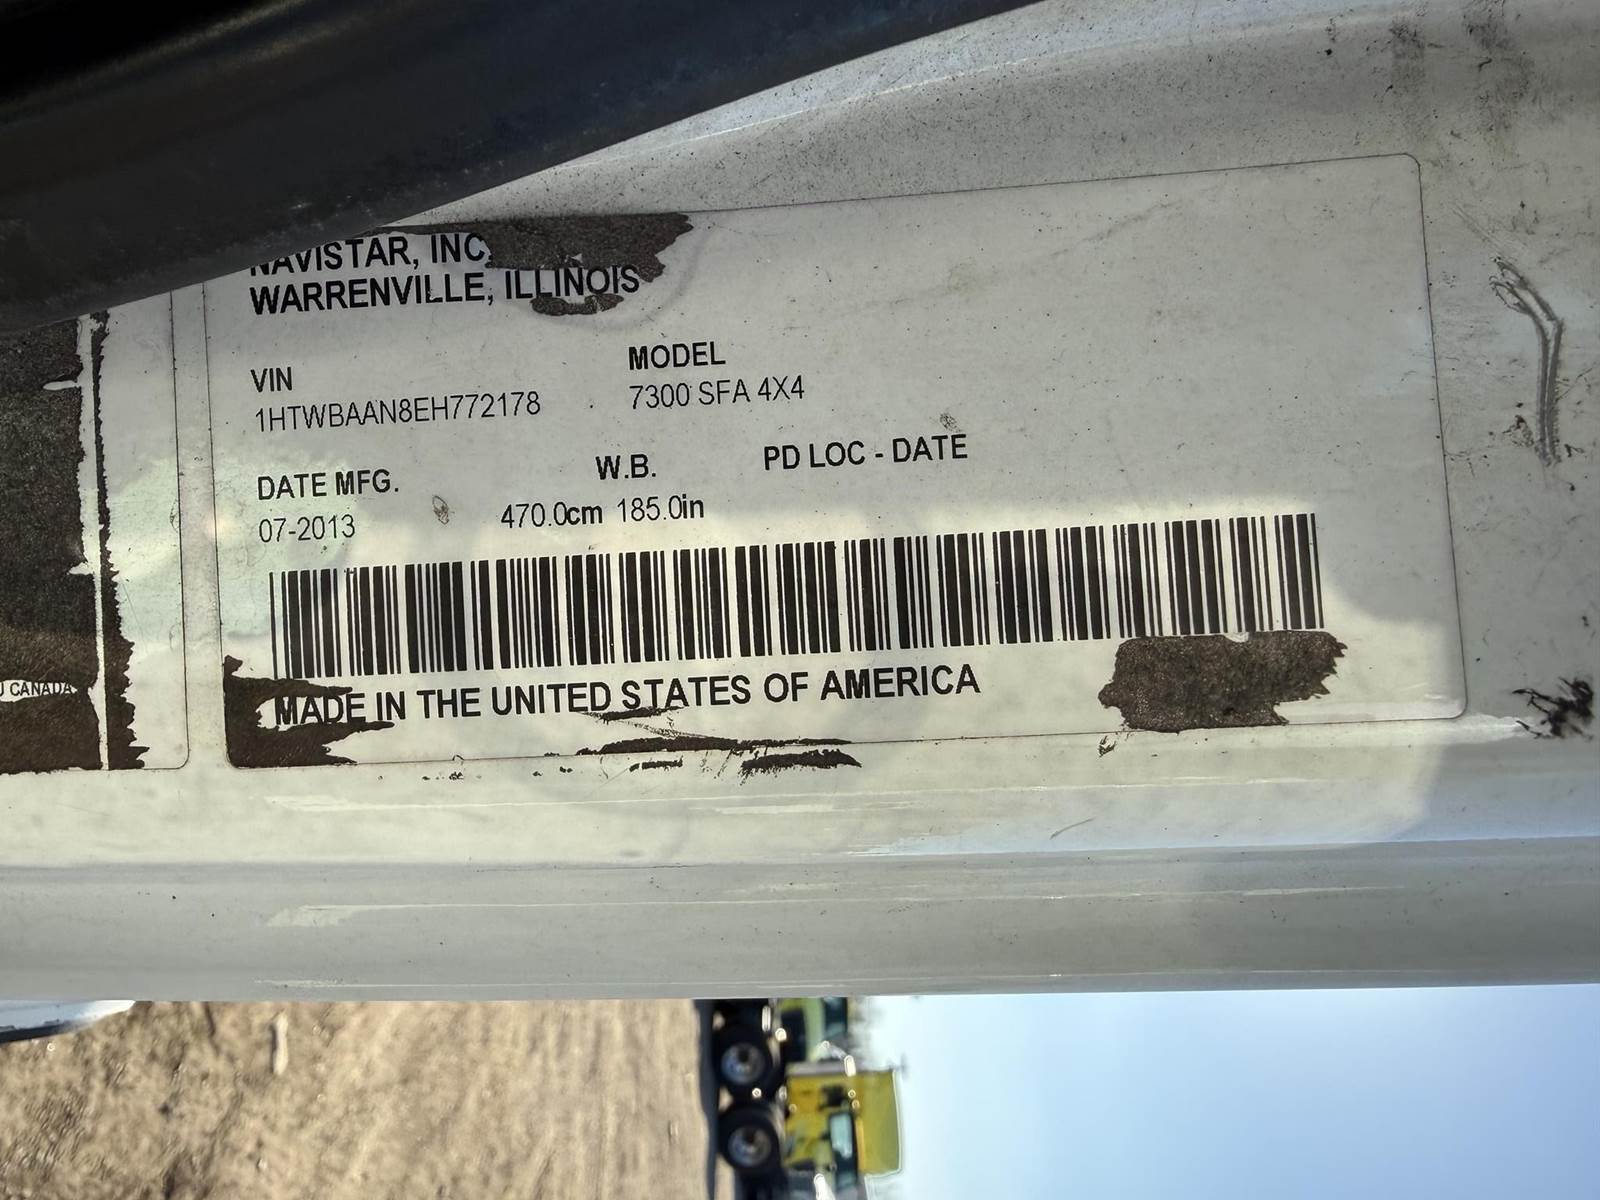 NAVISTAR, INC.
WARRENVILLE, ILLINOIS
VIN
1HTWBAAN8EH772178
MODEL
7300 SFA 4X4
DATE MFG.
07-2013
W.B.
470.0cm 185.0in
PD LOC - DATE
MADE IN THE UNITED STATES OF AMERICA
CANADA